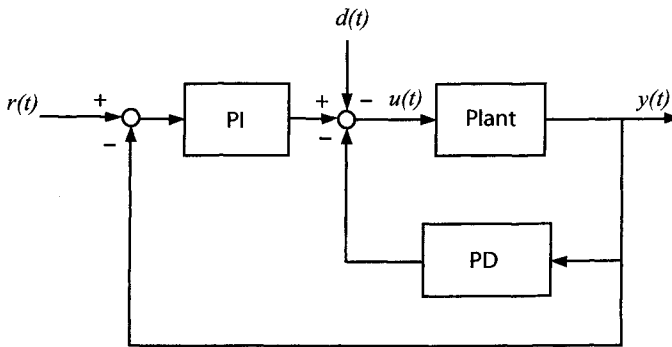 d(t)
r(t) + PI + − u(t) Plant y(t)
− −
PD